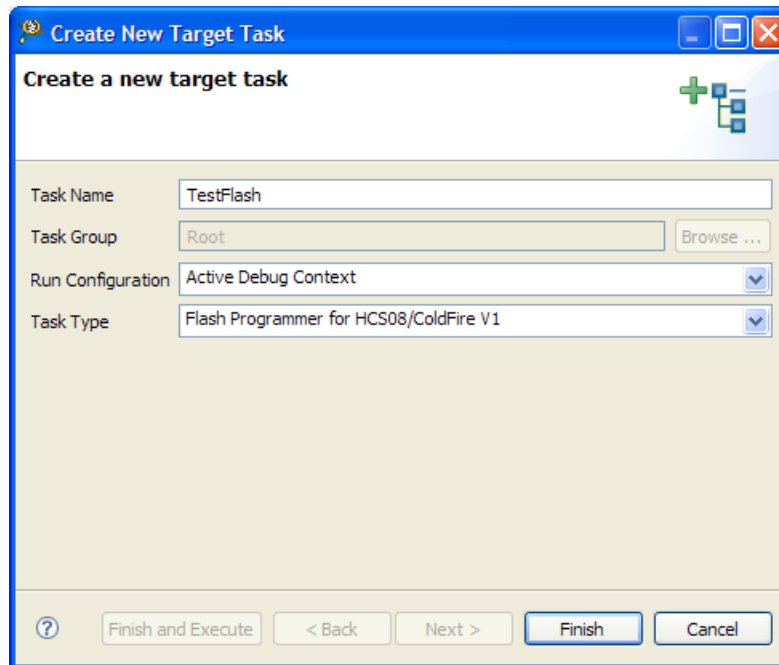 Create New Target Task
Create a new target task
Task Name TestFlash
Task Group Root Browse ...
Run Configuration Active Debug Context
Task Type Flash Programmer for HCS08/ColdFire V1
? Finish and Execute < Back Next > Finish Cancel